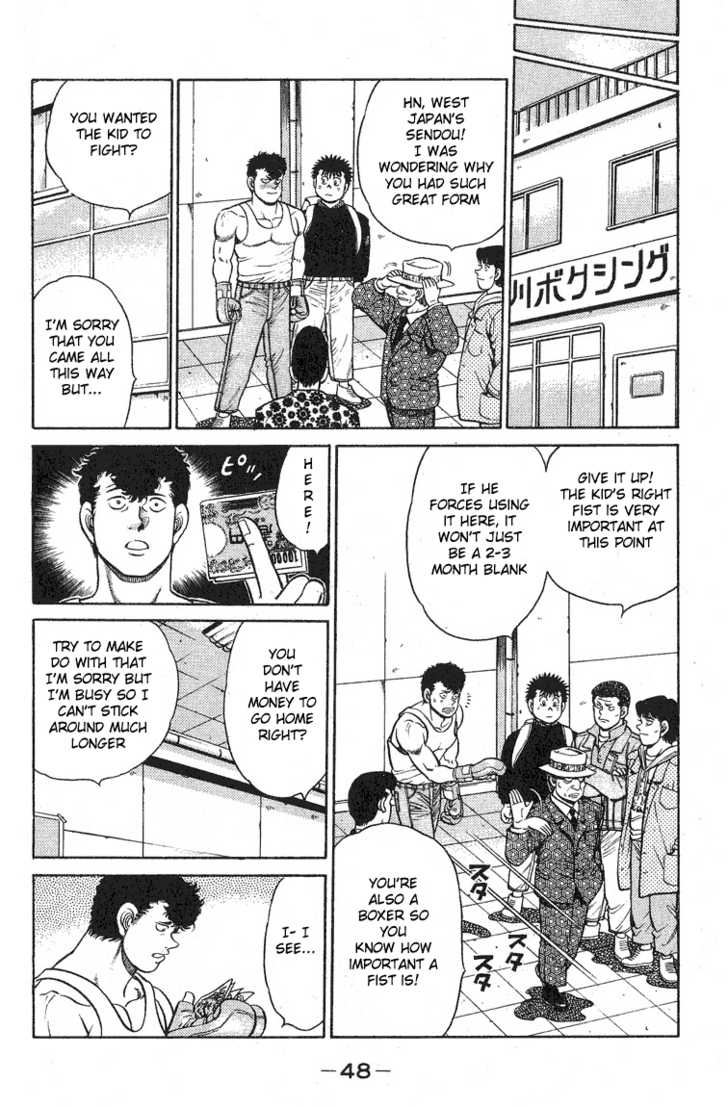 川ボクシング
HN, WEST
JAPAN'S
SENDOU!
I WAS
WONDERING WHY
YOU HAD SUCH
GREAT FORM
YOU WANTED
THE KID TO
FIGHT?
I'M SORRY
THAT YOU
CAME ALL
THIS WAY
BUT...
GIVE IT UP!
THE KID'S RIGHT
FIST IS VERY
IMPORTANT AT
THIS POINT
IF HE
FORCES USING
IT HERE, IT
WON'T JUST
BE A 2-3
MONTH BLANK
YOU'RE
ALSO A
BOXER SO
YOU
KNOW HOW
IMPORTANT A
FIST IS!
スタ
スタ
スタ
HERE!
ピッ
00001
YOU
DON'T
HAVE
MONEY TO
GO HOME
RIGHT?
TRY TO MAKE
DO WITH THAT
I'M SORRY BUT
I'M BUSY SO I
CAN'T STICK
AROUND MUCH
LONGER
I- I
SEE...
-48-